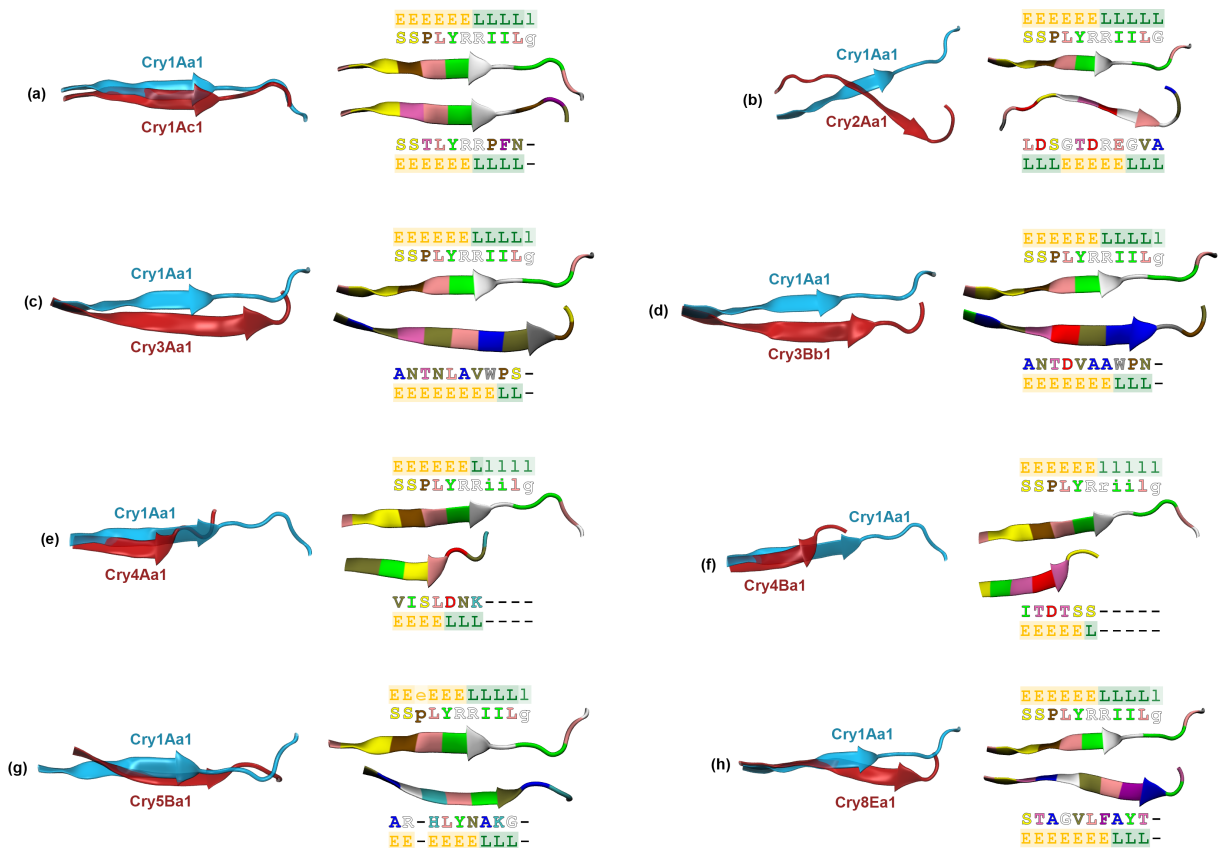 (a)
Cry1Aa1
Cry1Ac1
EEEEEELLLLl
SSPLYRRIILg
SSTLYRRPFN-
EEEEEELLLL-
(b)
Cry1Aa1
Cry2Aa1
EEEEEELLLLL
SSPLYRRIILG
LDSGTDREGVA
LLLEEEEELLL
(c)
Cry1Aa1
Cry3Aa1
EEEEEELLLLl
SSPLYRRIILg
ANTNLAVWPS-
EEEEEEEELL-
(d)
Cry1Aa1
Cry3Bb1
EEEEEELLLLl
SSPLYRRIILg
ANTDVAAWPN-
EEEEEEELLL-
(e)
Cry1Aa1
Cry4Aa1
EEEEEELllll
SSPLYRRiilg
VISLDNK----
EEEELLL----
(f)
Cry1Aa1
Cry4Ba1
EEEEEElllll
SSPLYRriilg
ITDTSS-----
EEEEEL-----
(g)
Cry1Aa1
Cry5Ba1
EEeEEELLLLl
SSpLYRRIILg
AR-HLYNAKG-
EE-EEEELLL-
(h)
Cry1Aa1
Cry8Ea1
EEEEEELLLLl
SSPLYRRIILg
STAGVLFAYT-
EEEEEEELLL-